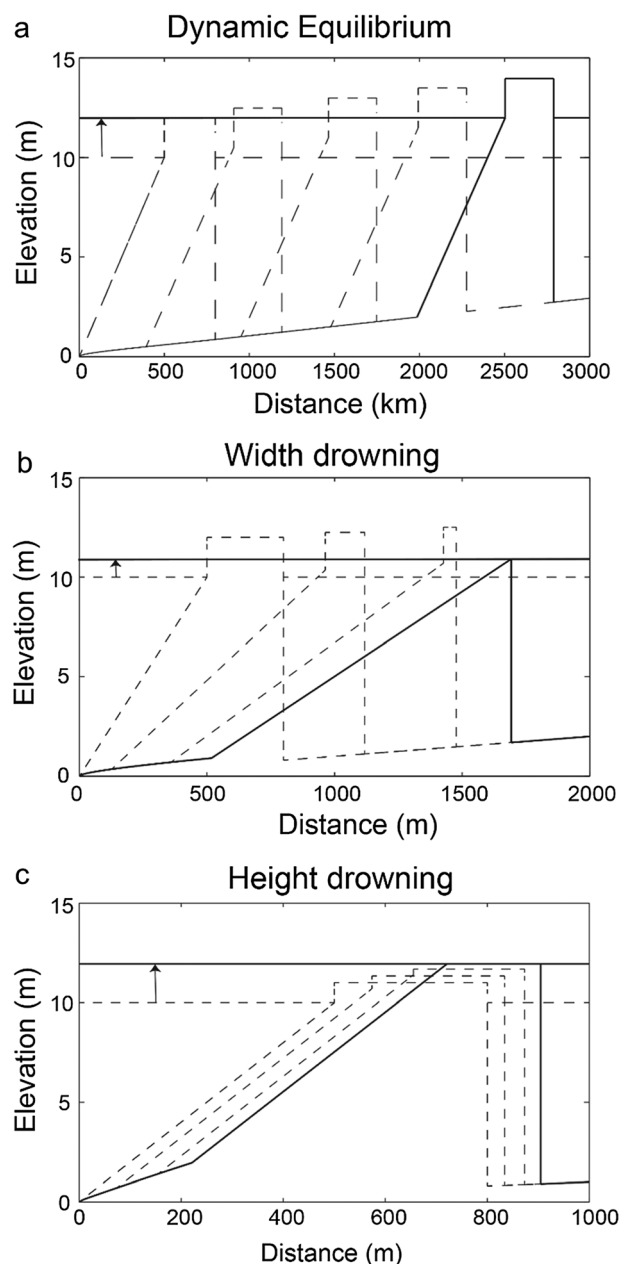 a
Dynamic Equilibrium
15
10
5
0
Elevation (m)
0 500 1000 1500 2000 2500 3000
Distance (km)
b
Width drowning
15
10
5
0
Elevation (m)
0 500 1000 1500 2000
Distance (m)
c
Height drowning
15
10
5
0
Elevation (m)
0 200 400 600 800 1000
Distance (m)